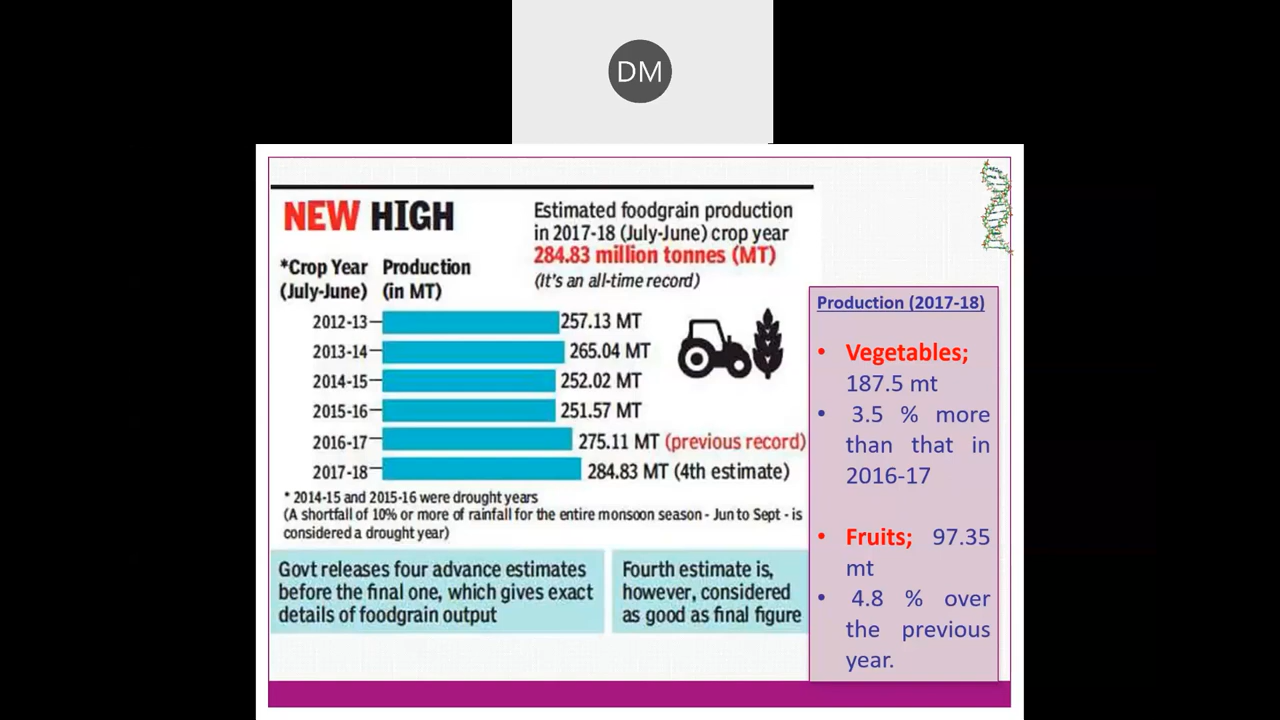 DM
NEW HIGH
Estimated foodgrain production
in 2017-18 (July-June) crop year
284.83 million tonnes (MT)
(It's an all-time record)
*Crop Year Production
(July-June) (in MT)
2012-13 257.13 MT
2013-14 265.04 MT
2014-15 252.02 MT
2015-16 251.57 MT
2016-17 275.11 MT (previous record)
2017-18 284.83 MT (4th estimate)
* 2014-15 and 2015-16 were drought years
(A shortfall of 10% or more of rainfall for the entire monsoon season - Jun to Sept - is
considered a drought year)
Govt releases four advance estimates
before the final one, which gives exact
details of foodgrain output
Fourth estimate is,
however, considered
as good as final figure
Production (2017-18)
• Vegetables;
187.5 mt
• 3.5 % more
than that in
2016-17
• Fruits; 97.35
mt
• 4.8 % over
the previous
year.